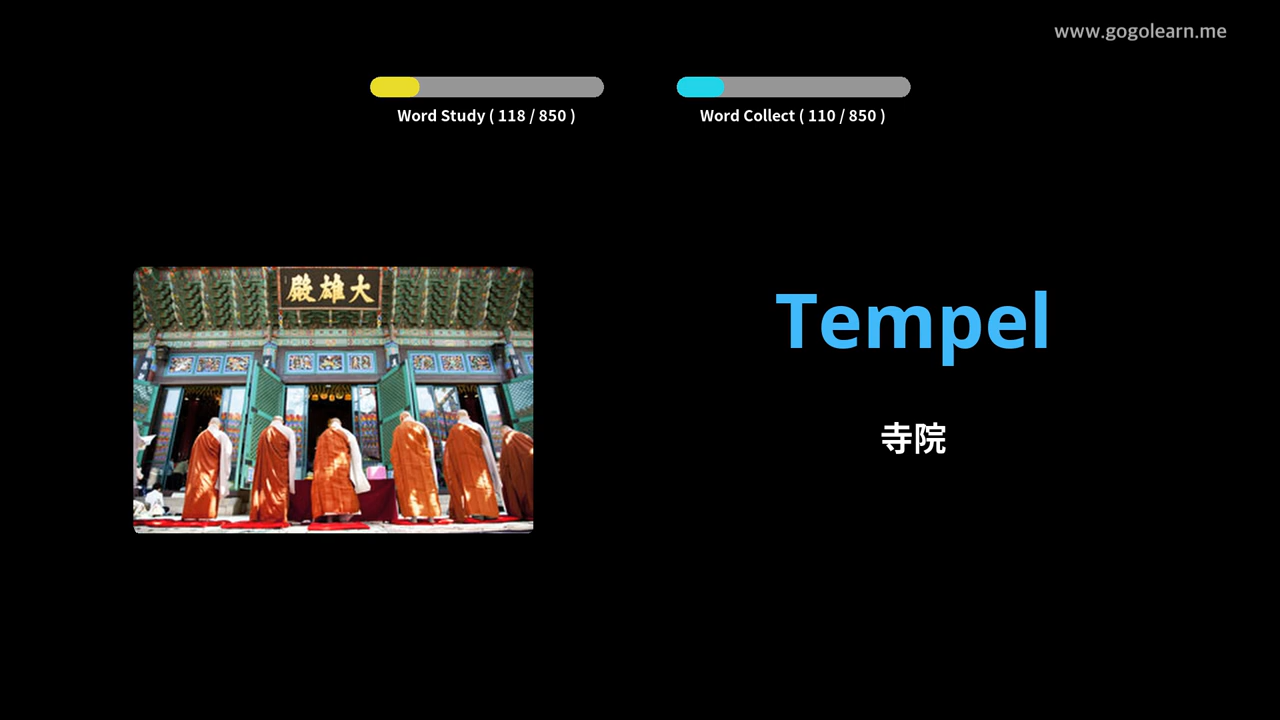 www.gogolearn.me
Word Study ( 118 / 850 )
Word Collect ( 110 / 850 )
殿雄大
Tempel
寺院